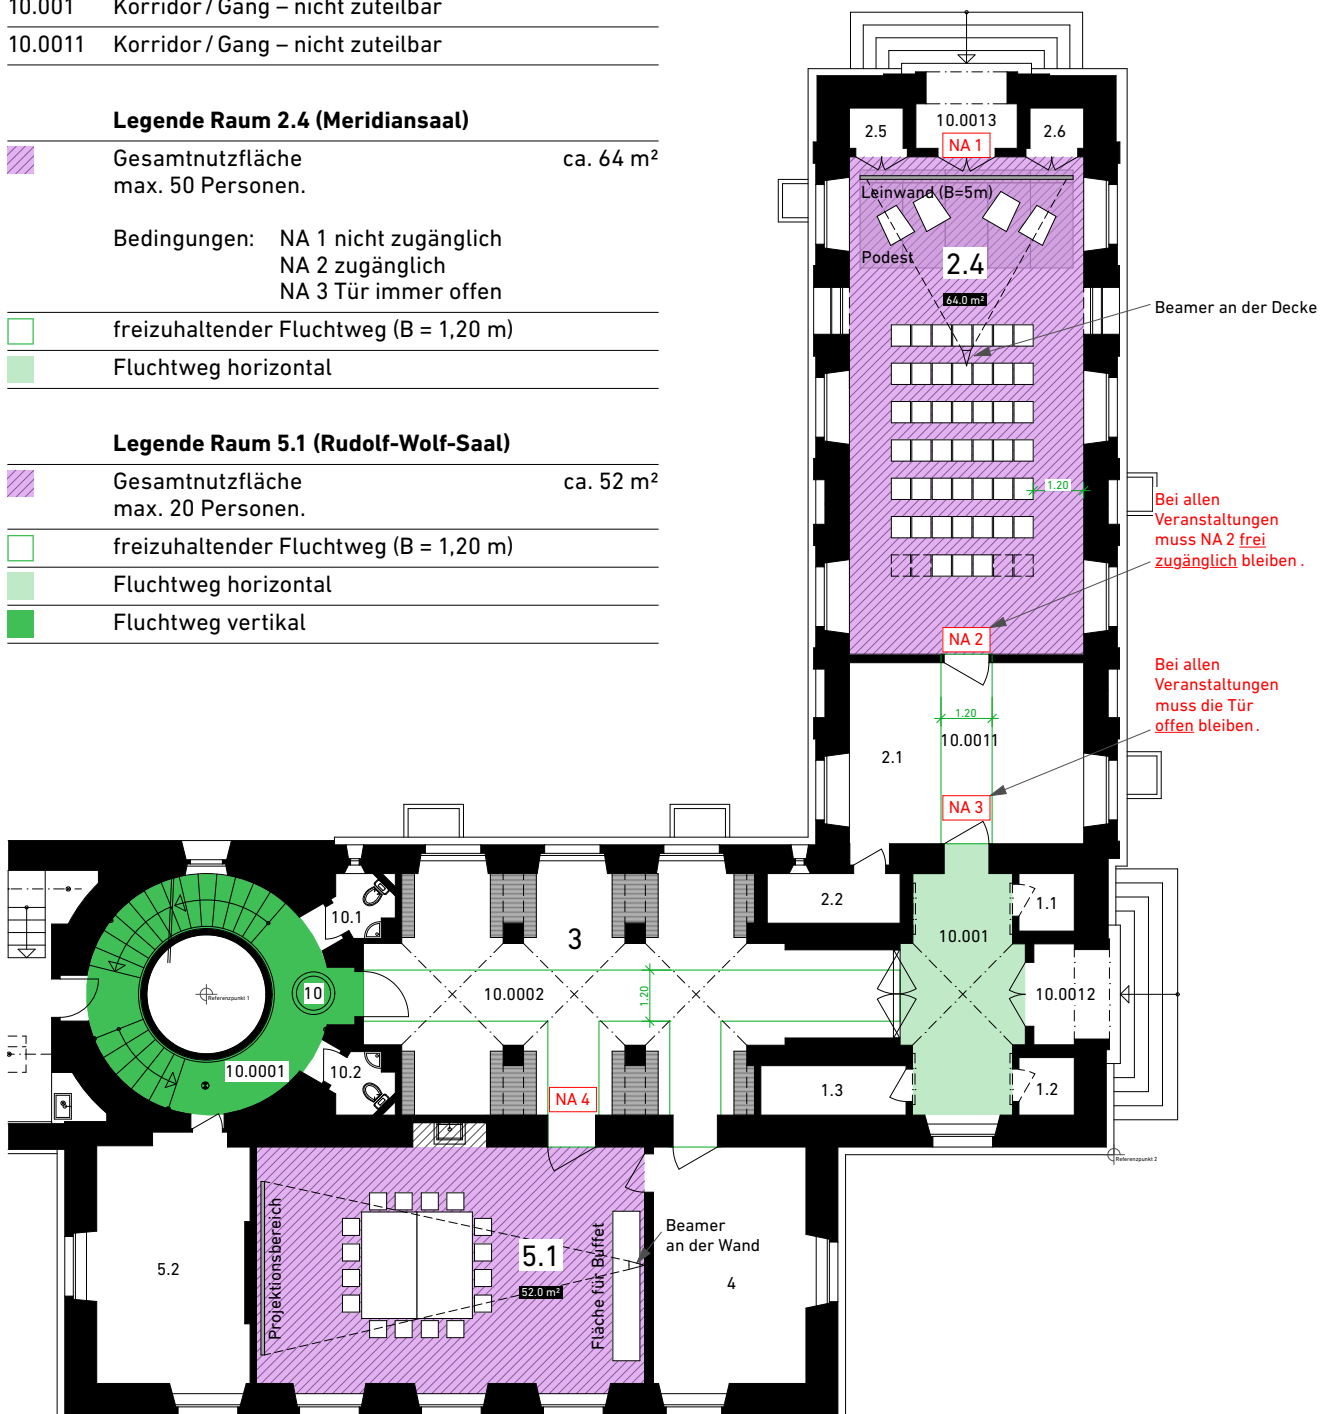 10.001 Korridor / Gang – nicht zuteilbar
10.0011 Korridor / Gang – nicht zuteilbar
Legende Raum 2.4 (Meridiansaal)
Gesamtnutzfläche ca. 64 m²
max. 50 Personen.
Bedingungen: NA 1 nicht zugänglich
NA 2 zugänglich
NA 3 Tür immer offen
freizuhaltender Fluchtweg (B = 1,20 m)
Fluchtweg horizontal
Legende Raum 5.1 (Rudolf-Wolf-Saal)
Gesamtnutzfläche ca. 52 m²
max. 20 Personen.
freizuhaltender Fluchtweg (B = 1,20 m)
Fluchtweg horizontal
Fluchtweg vertikal
2.5
10.0013
2.6
NA 1
Leinwand (B=5m)
Podest
2.4
64.0 m²
Beamer an der Decke
1.20
Bei allen
Veranstaltungen
muss NA 2 frei
zugänglich bleiben .
NA 2
Bei allen
Veranstaltungen
muss die Tür
offen bleiben .
1.20
10.0011
2.1
NA 3
2.2
1.1
10.1
3
10.001
10
10.0002
1.20
10.0012
Referenzpunkt 1
10.0001
10.2
NA 4
1.3
1.2
Referenzpunkt 2
Projektionsbereich
5.1
52.0 m²
Fläche für Buffet
Beamer
an der Wand
5.2
4